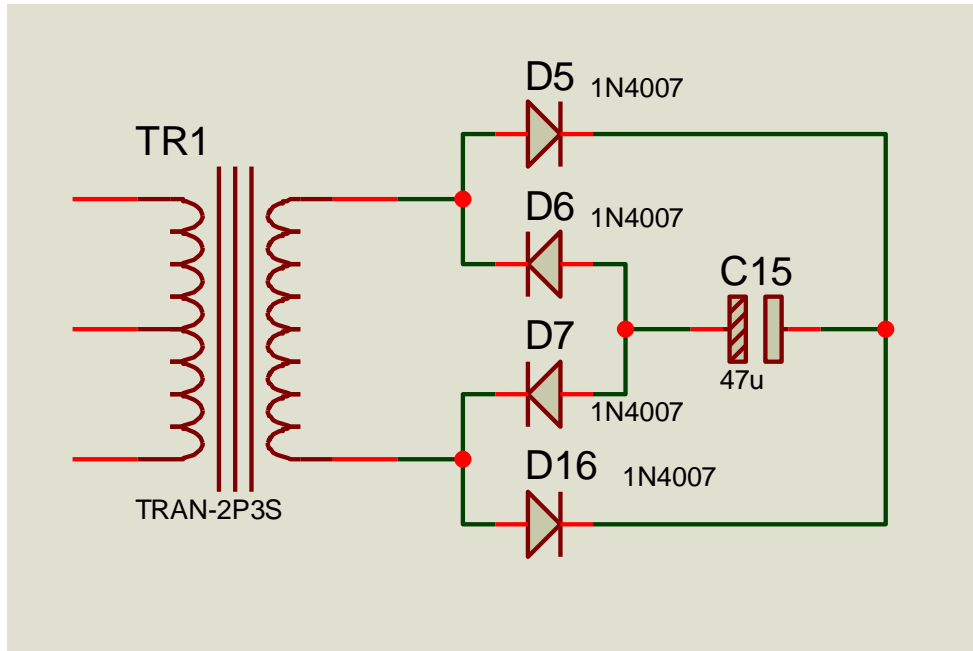 D5 1N4007
TR1
D6 1N4007
C15
D7
47u
1N4007
D16 1N4007
TRAN-2P3S